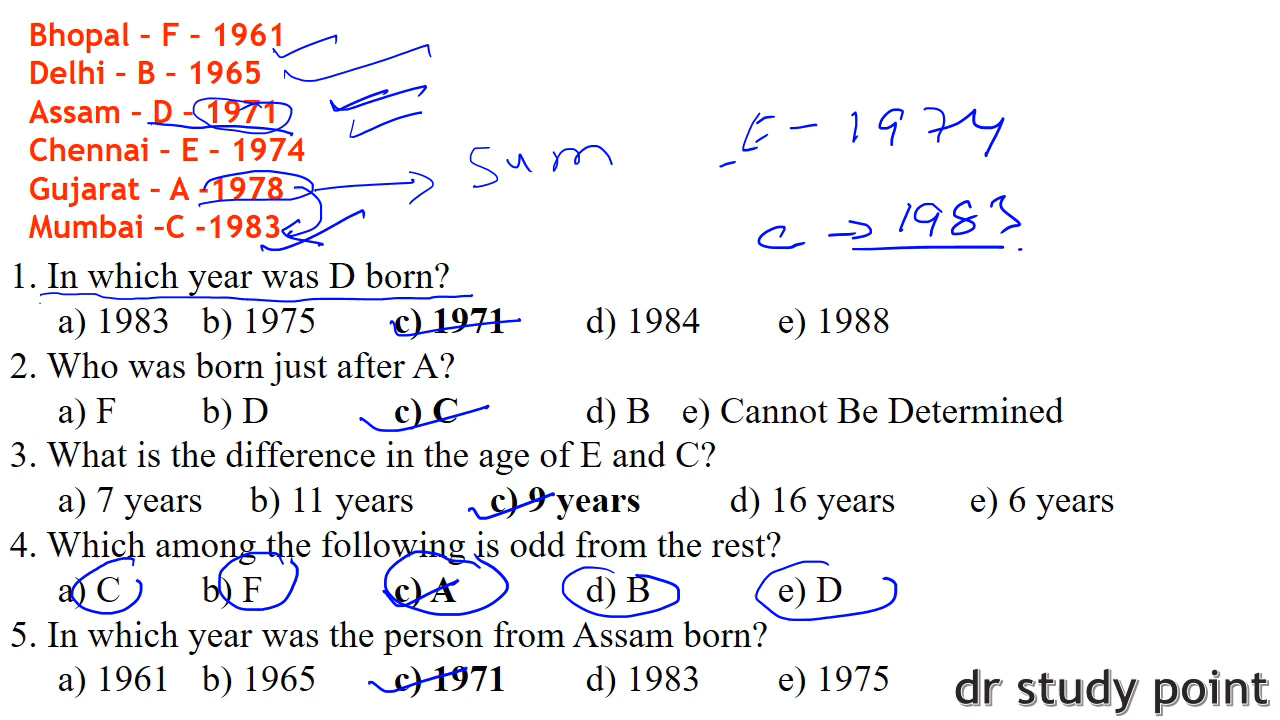 Bhopal – F – 1961
Delhi – B – 1965
Assam – D – 1971
Chennai – E – 1974
Gujarat – A -1978
Mumbai –C -1983
Sum
E – 1974
C → 1983
1. In which year was D born?
a) 1983 b) 1975 c) 1971 d) 1984 e) 1988
2. Who was born just after A?
a) F b) D c) C d) B e) Cannot Be Determined
3. What is the difference in the age of E and C?
a) 7 years b) 11 years c) 9 years d) 16 years e) 6 years
4. Which among the following is odd from the rest?
a) C b) F c) A d) B e) D
5. In which year was the person from Assam born?
a) 1961 b) 1965 c) 1971 d) 1983 e) 1975
dr study point